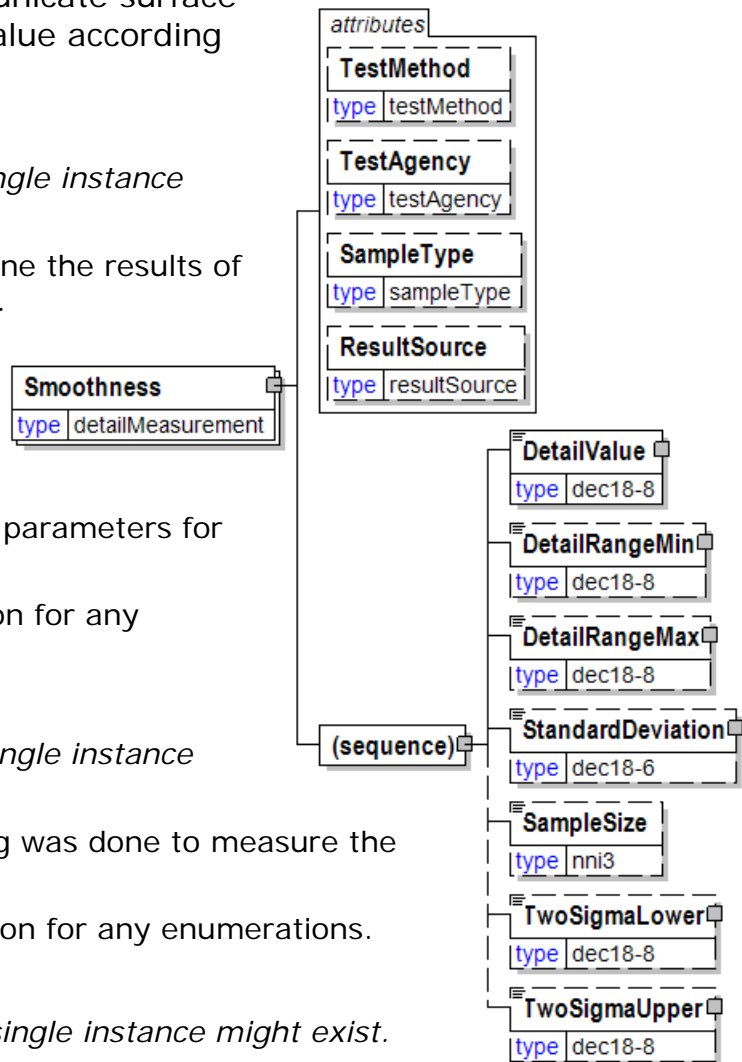 unicate surface
alue according
ngle instance
ne the results of
.
parameters for
on for any
ngle instance
g was done to measure the
on for any enumerations.
single instance might exist.
Smoothness
type detailMeasurement
attributes
TestMethod
type testMethod
TestAgency
type testAgency
SampleType
type sampleType
ResultSource
type resultSource
(sequence)
DetailValue
type dec18-8
DetailRangeMin
type dec18-8
DetailRangeMax
type dec18-8
StandardDeviation
type dec18-6
SampleSize
type nni3
TwoSigmaLower
type dec18-8
TwoSigmaUpper
type dec18-8